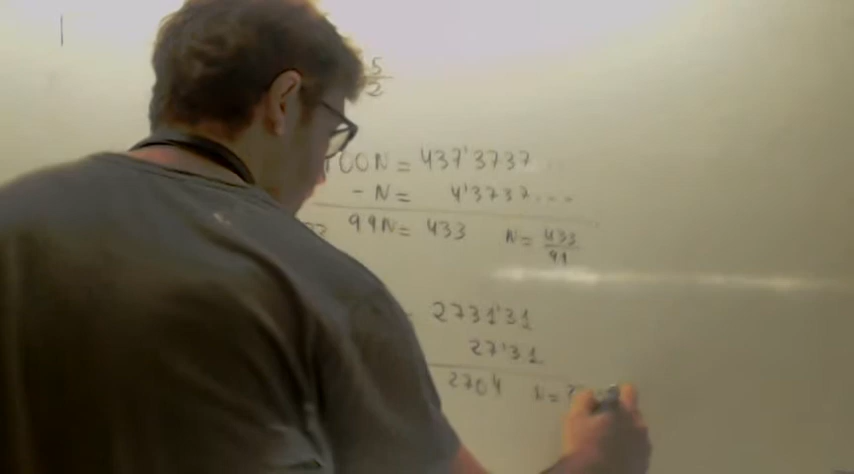 5
2
100N = 437'3737
- N = 4'3737....
99N = 433 N = 433
99
2731'31
27'31
2704 N =